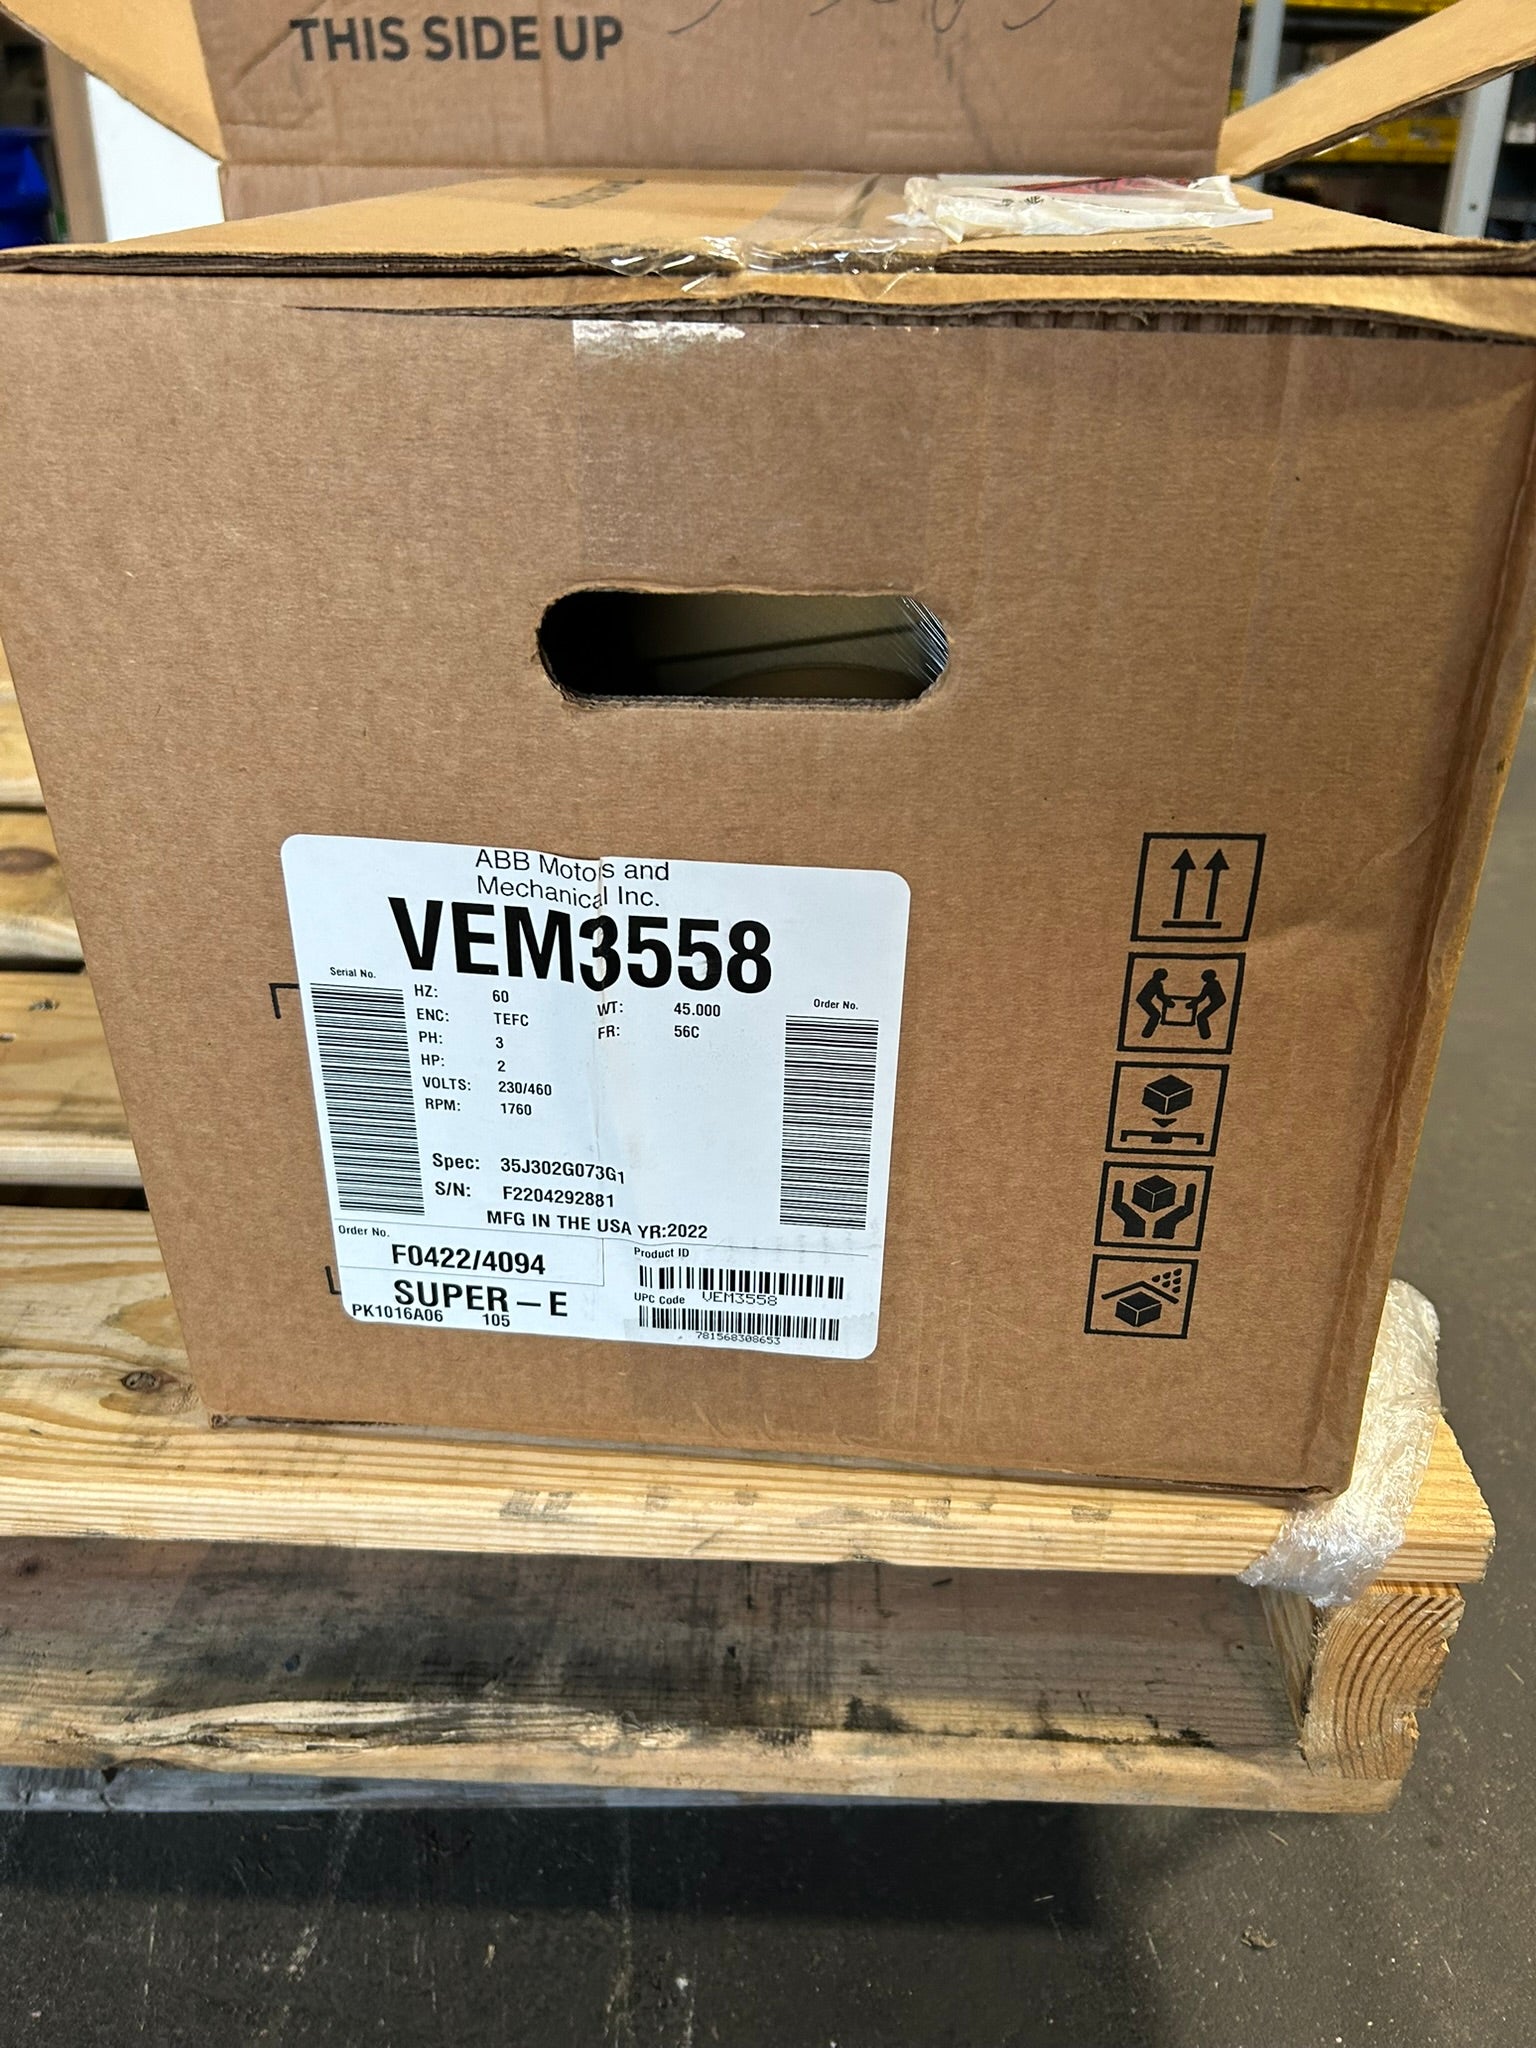 THIS SIDE UP
ABB Motors and
Mechanical Inc.
VEM3558
Serial No.
Order No.
HZ: 60 WT: 45.000
ENC: TEFC FR: 56C
PH: 3
HP: 2
VOLTS: 230/460
RPM: 1760
Spec: 35J302G073G1
S/N: F2204292881
MFG IN THE USA YR:2022
Order No.
F0422/4094
SUPER-E
PK1016A06 105
Product ID
VEM3558
UPC Code
781568308653